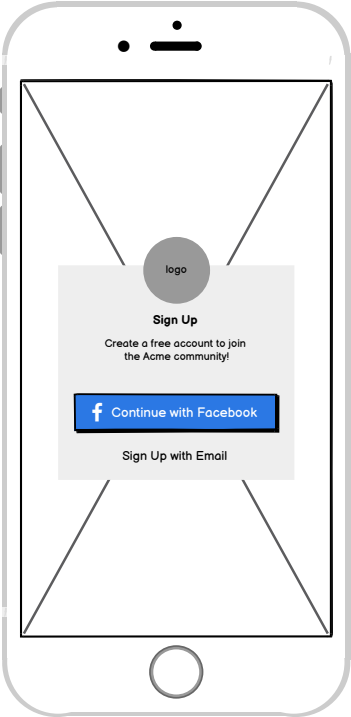 logo
Sign Up
Create a free account to join
the Acme community!
Continue with Facebook
Sign Up with Email